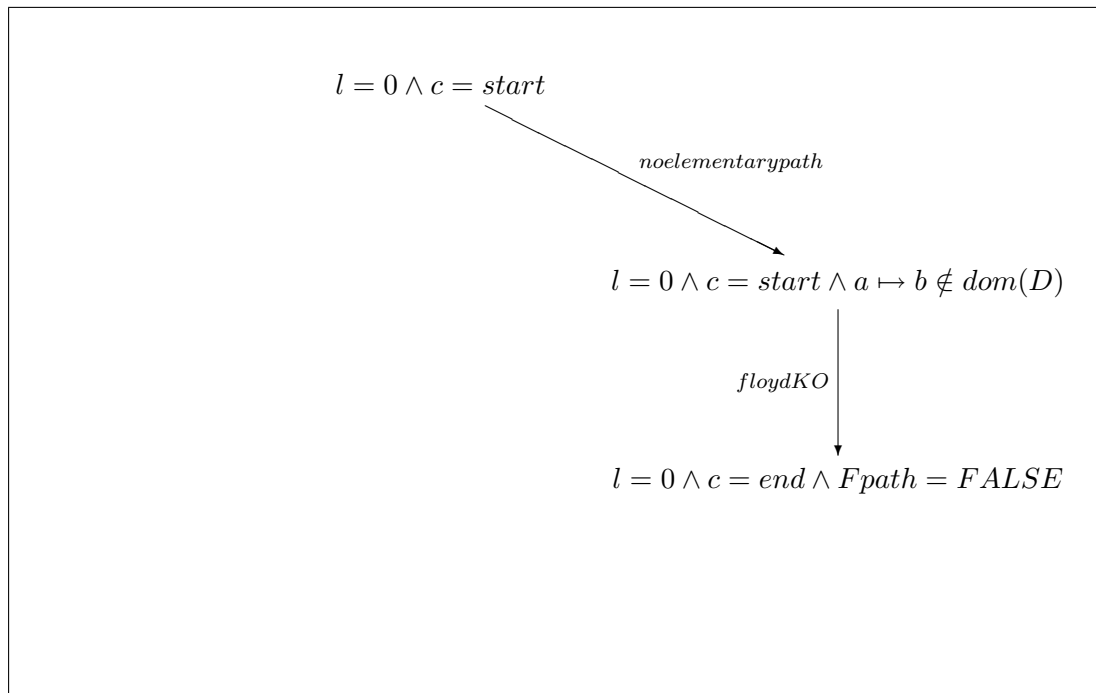 l = 0 ∧ c = start
noelementarypath
l = 0 ∧ c = start ∧ a ↦ b ∉ dom(D)
floydKO
l = 0 ∧ c = end ∧ Fpath = FALSE